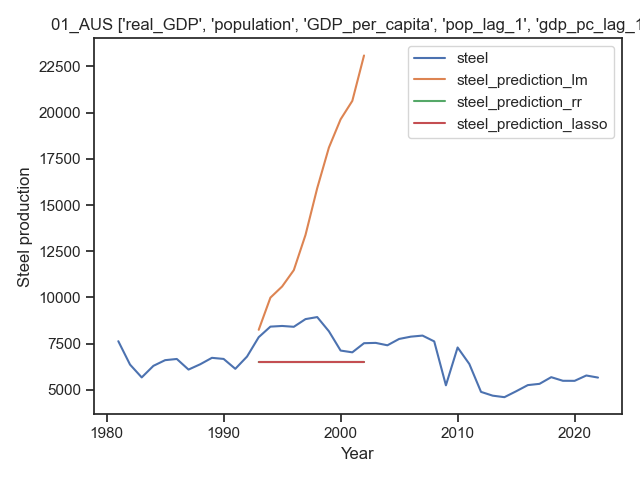 01_AUS ['real_GDP', 'population', 'GDP_per_capita', 'pop_lag_1', 'gdp_pc_lag_1
steel
steel_prediction_lm
steel_prediction_rr
steel_prediction_lasso
22500
20000
17500
15000
12500
10000
7500
5000
Steel production
1980 1990 2000 2010 2020
Year